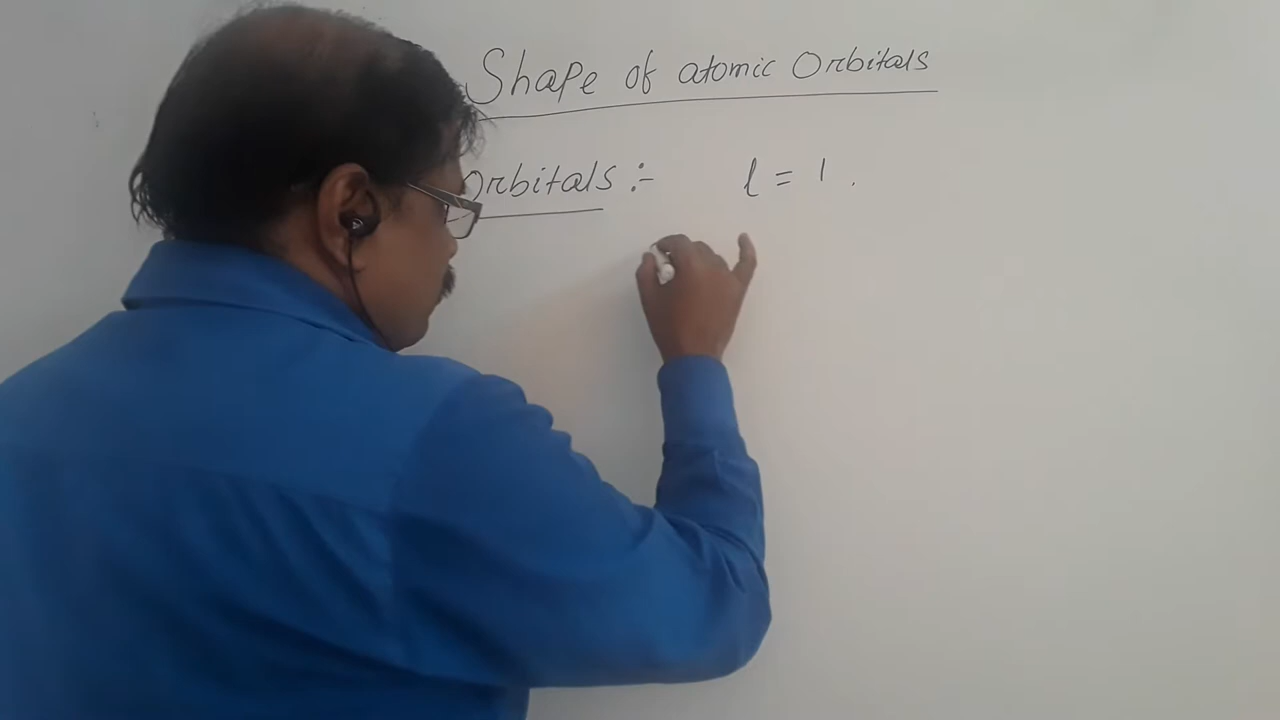 Shape of atomic Orbitals
Orbitals :- l = 1 .